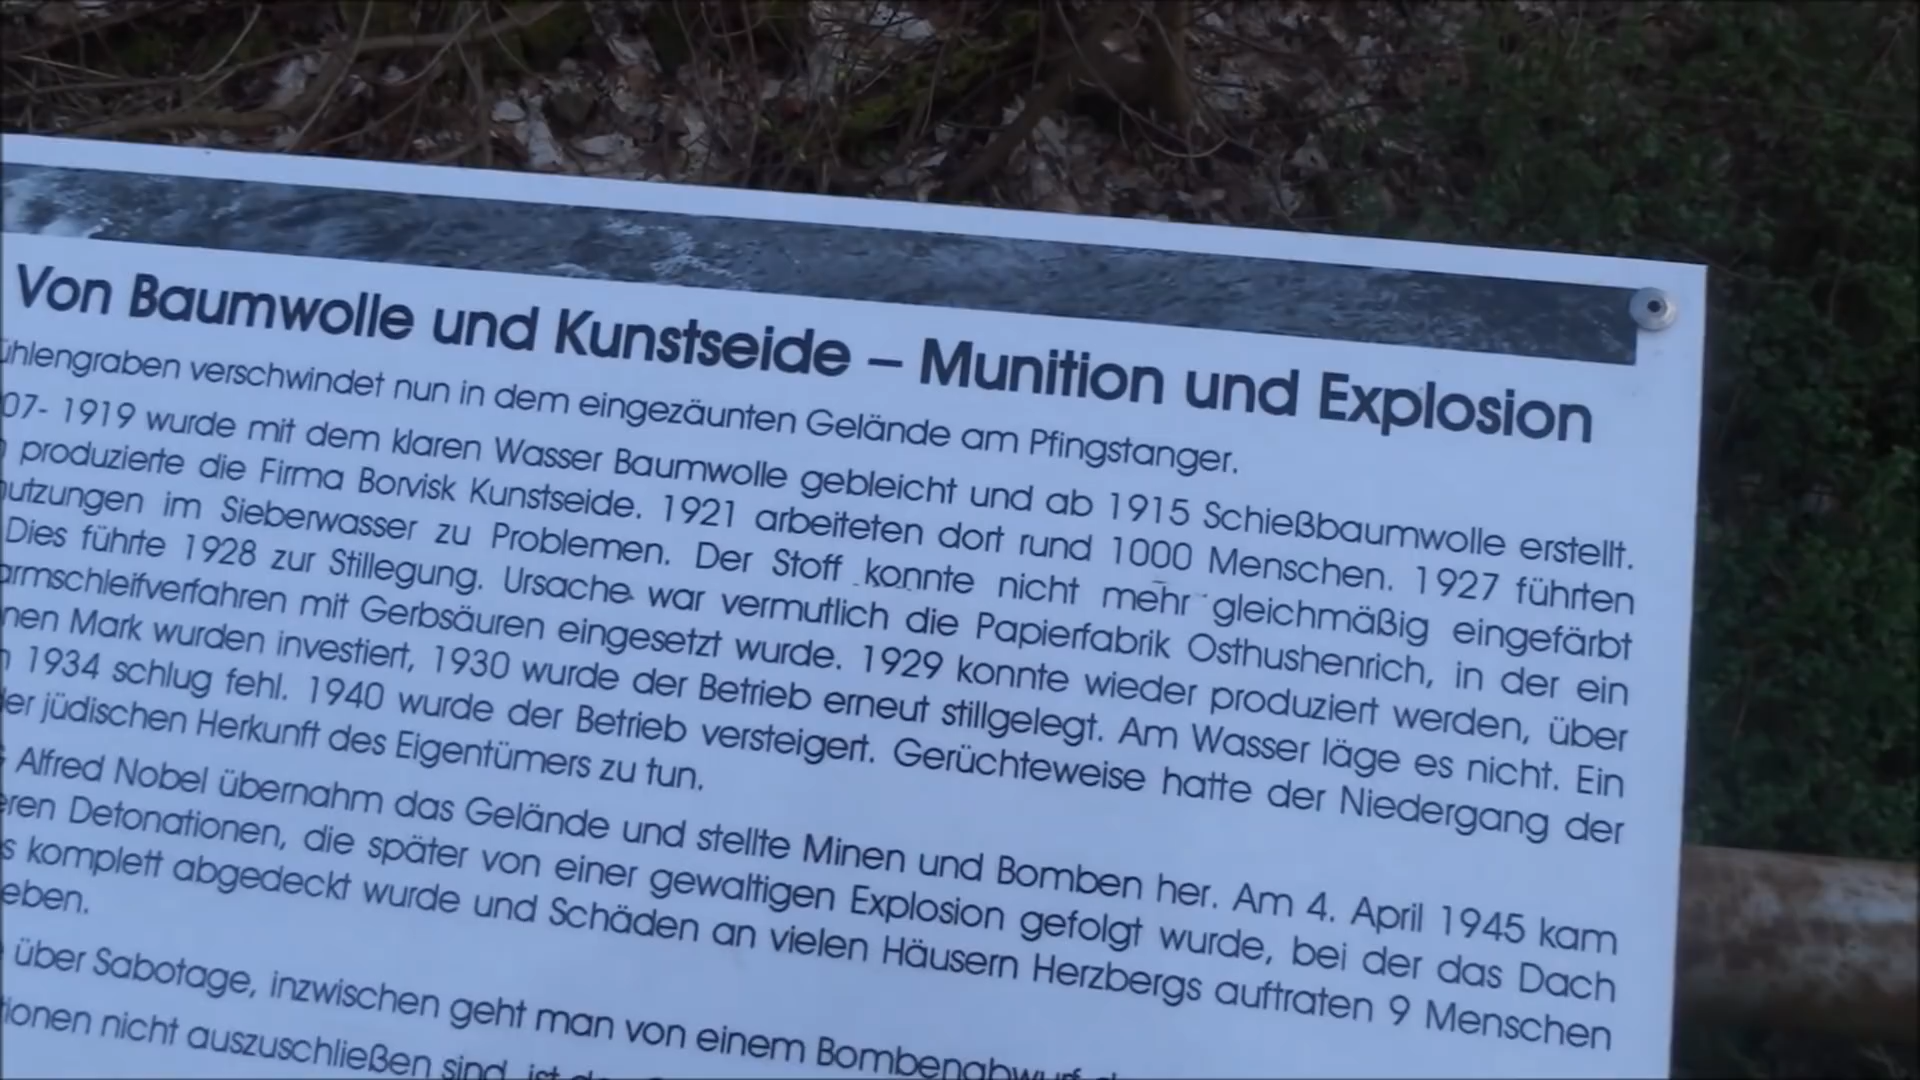 Von Baumwolle und Kunstseide – Munition und Explosion
ühlengraben verschwindet nun in dem eingezäunten Gelände am Pfingstanger.
07- 1919 wurde mit dem klaren Wasser Baumwolle gebleicht und ab 1915 Schießbaumwolle erstellt.
produzierte die Firma Borvisk Kunstseide. 1921 arbeiteten dort rund 1000 Menschen. 1927 führten
utzungen im Sieberwasser zu Problemen. Der Stoff konnte nicht mehr gleichmäßig eingefärbt
Dies führte 1928 zur Stillegung. Ursache war vermutlich die Papierfabrik Osthushenrich, in der ein
armschleifverfahren mit Gerbsäuren eingesetzt wurde. 1929 konnte wieder produziert werden, über
nen Mark wurden investiert, 1930 wurde der Betrieb erneut stillgelegt. Am Wasser läge es nicht. Ein
1934 schlug fehl. 1940 wurde der Betrieb versteigert. Gerüchteweise hatte der Niedergang der
er jüdischen Herkunft des Eigentümers zu tun.
Alfred Nobel übernahm das Gelände und stellte Minen und Bomben her. Am 4. April 1945 kam
eren Detonationen, die später von einer gewaltigen Explosion gefolgt wurde, bei der das Dach
s komplett abgedeckt wurde und Schäden an vielen Häusern Herzbergs auftraten 9 Menschen
eben.
über Sabotage, inzwischen geht man von einem Bombenabwurf
ionen nicht auszuschließen sind, ist